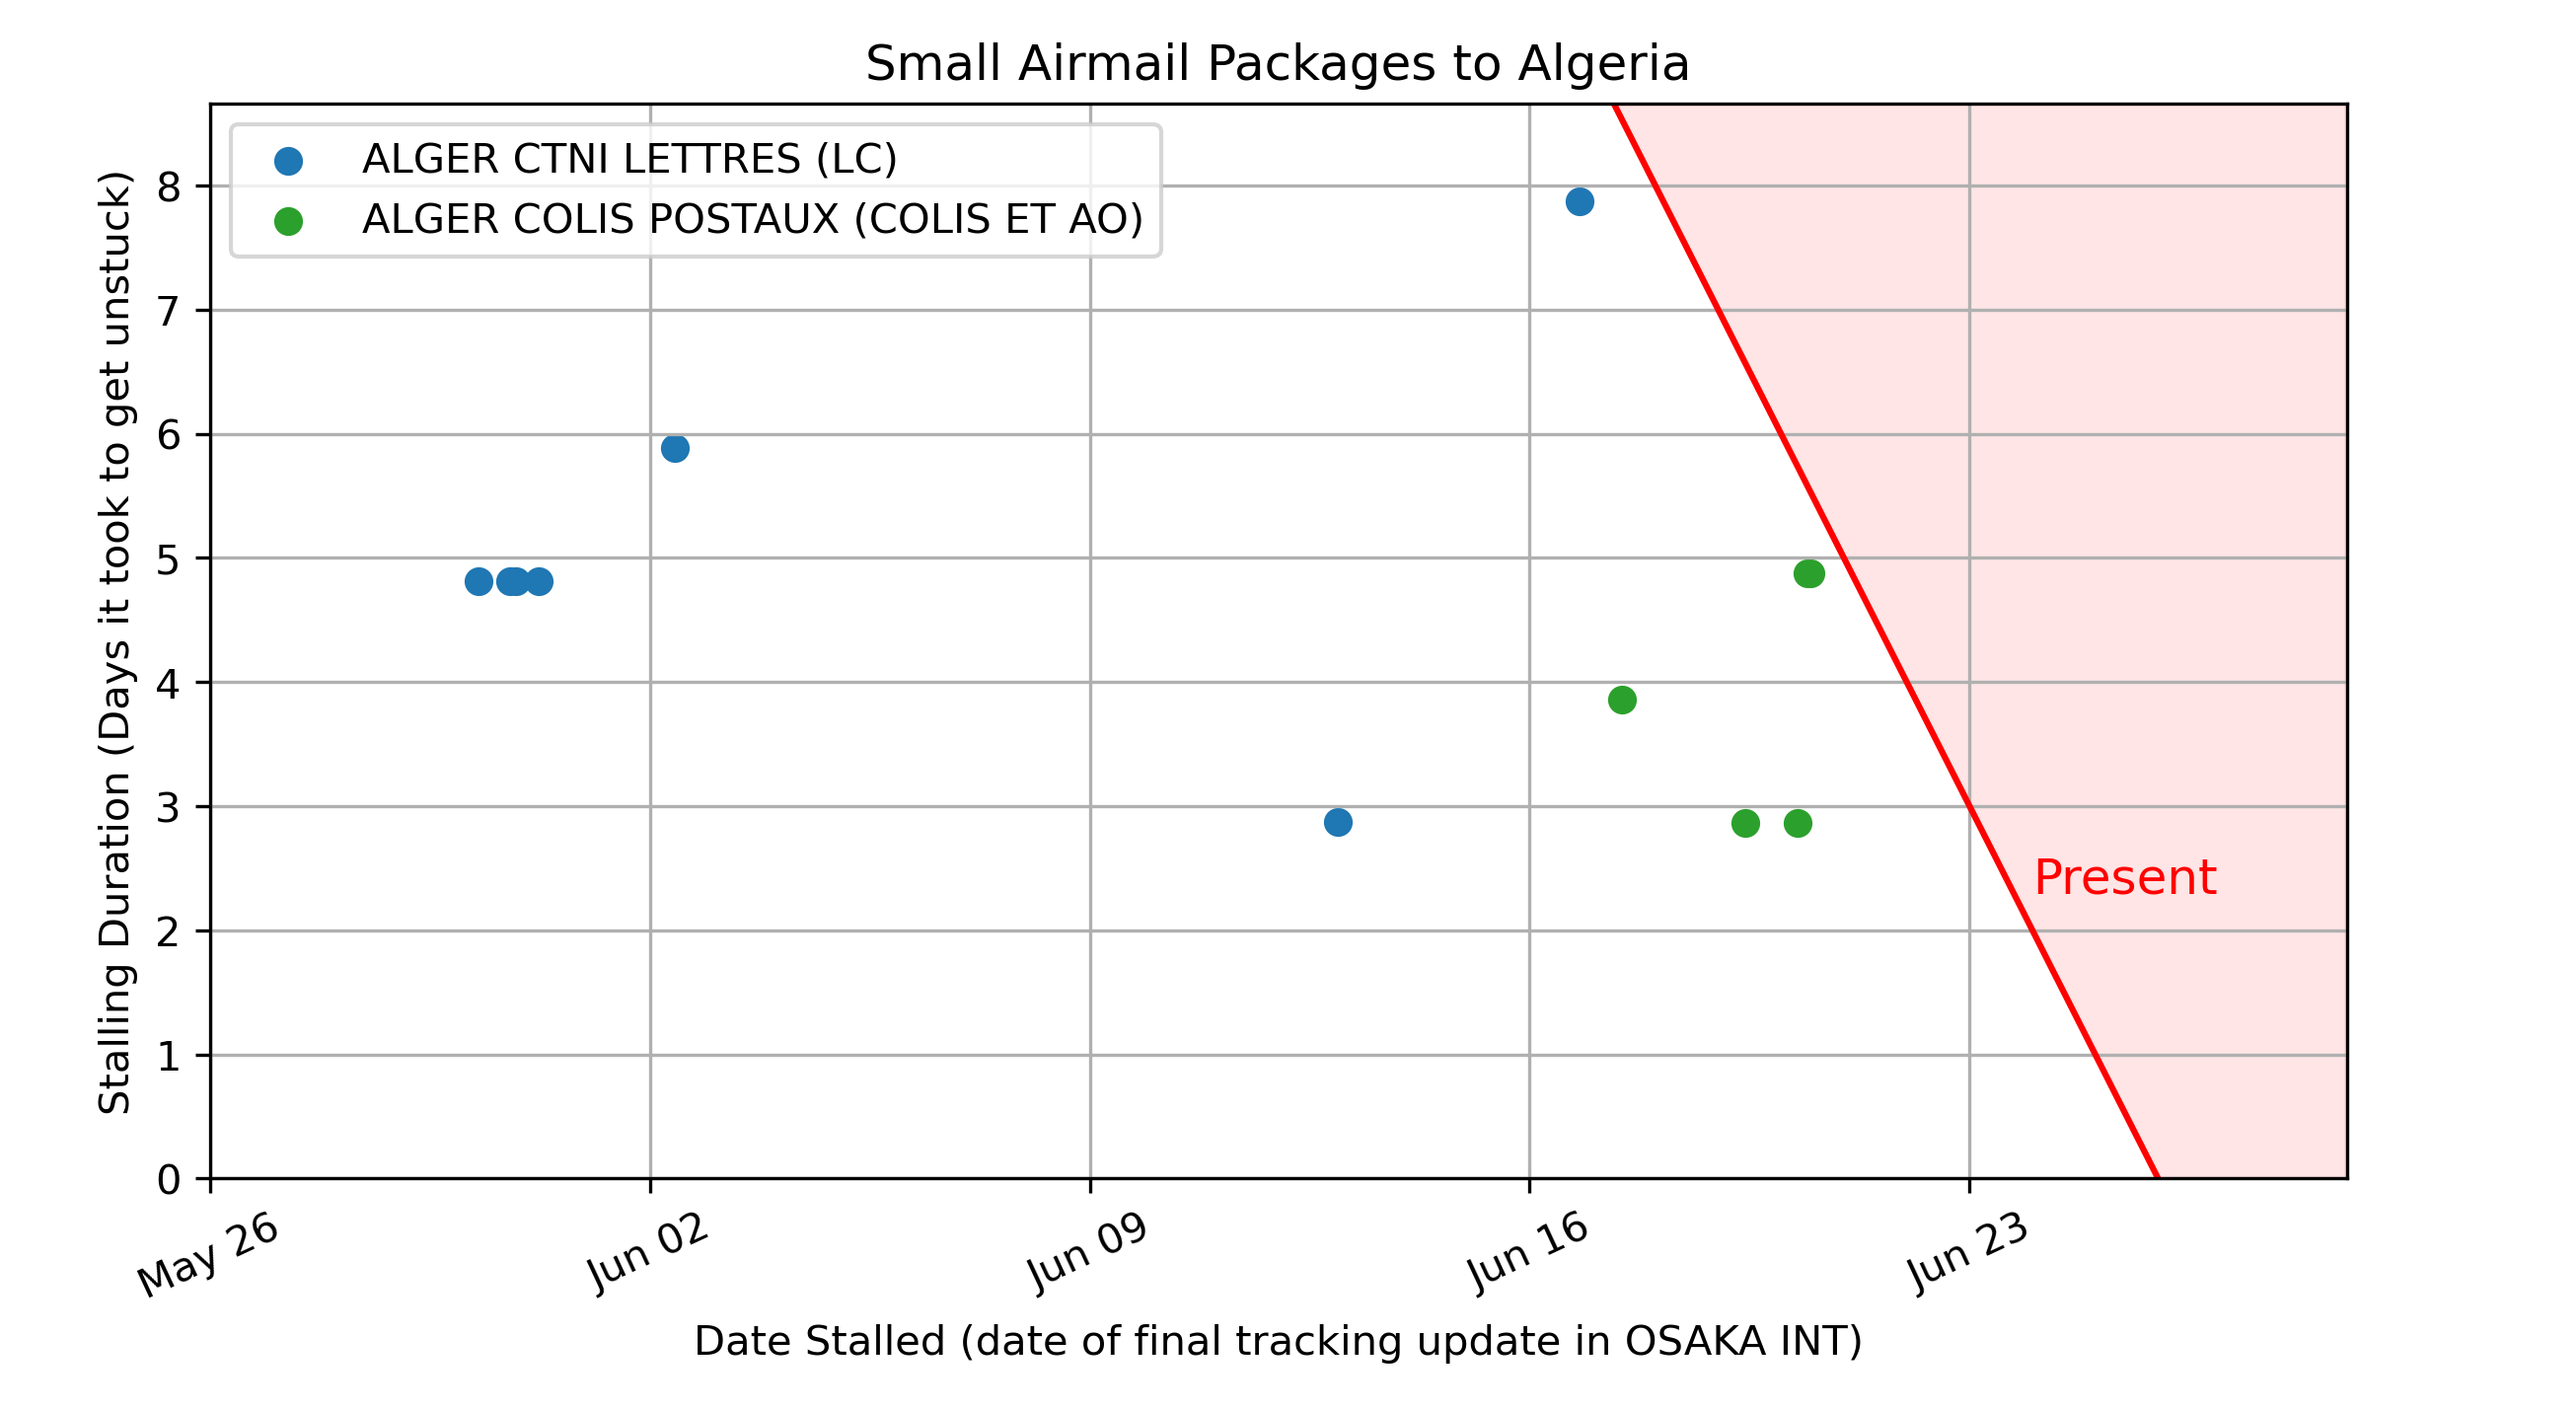 Small Airmail Packages to Algeria
ALGER CTNI LETTRES (LC)
ALGER COLIS POSTAUX (COLIS ET AO)
Stalling Duration (Days it took to get unstuck)
8
7
6
5
4
3
2
1
0
Present
May 26
Jun 02
Jun 09
Jun 16
Jun 23
Date Stalled (date of final tracking update in OSAKA INT)